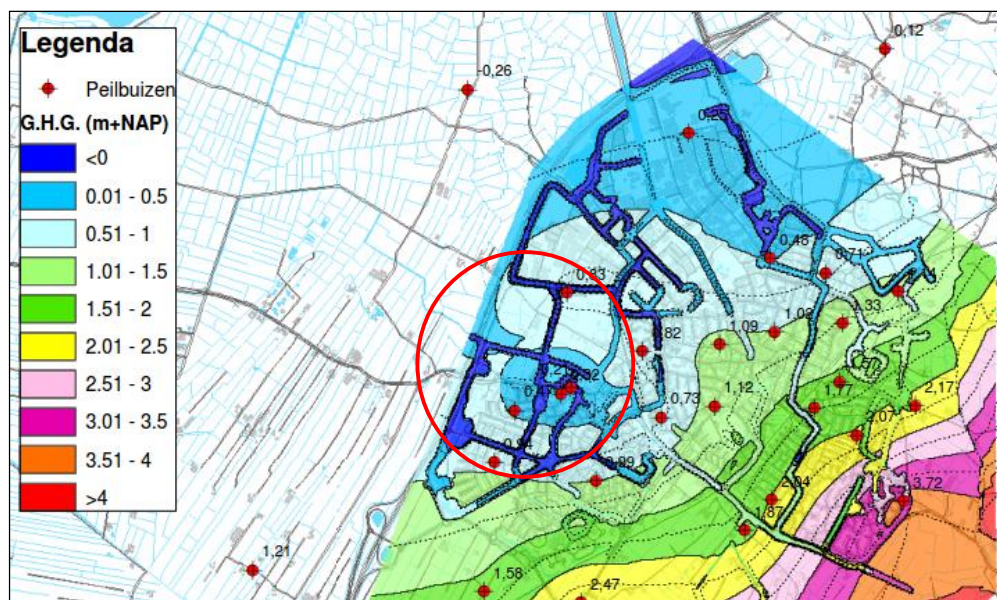 Legenda
Peilbuizen
G.H.G. (m+NAP)
<0
0.01 - 0.5
0.51 - 1
1.01 - 1.5
1.51 - 2
2.01 - 2.5
2.51 - 3
3.01 - 3.5
3.51 - 4
>4
0,12
-0,26
0,48
0,71
1,09
1,12
0,73
1,77
2,17
2,04
1,87
3,72
1,21
1,58
2,47